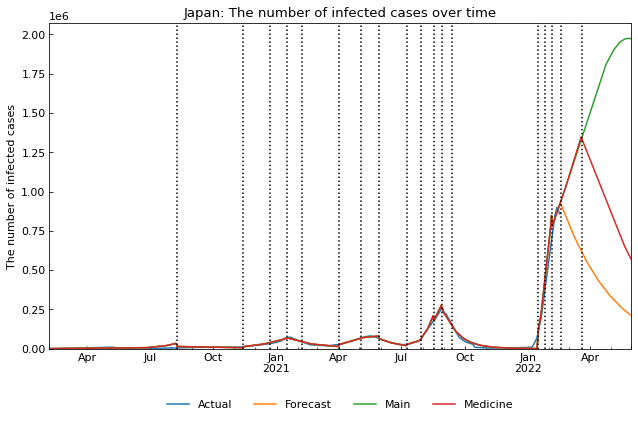 Japan: The number of infected cases over time
1e6
The number of infected cases
2.00
1.75
1.50
1.25
1.00
0.75
0.50
0.25
0.00
Apr Jul Oct Jan Apr Jul Oct Jan Apr
2021 2022
Actual Forecast Main Medicine